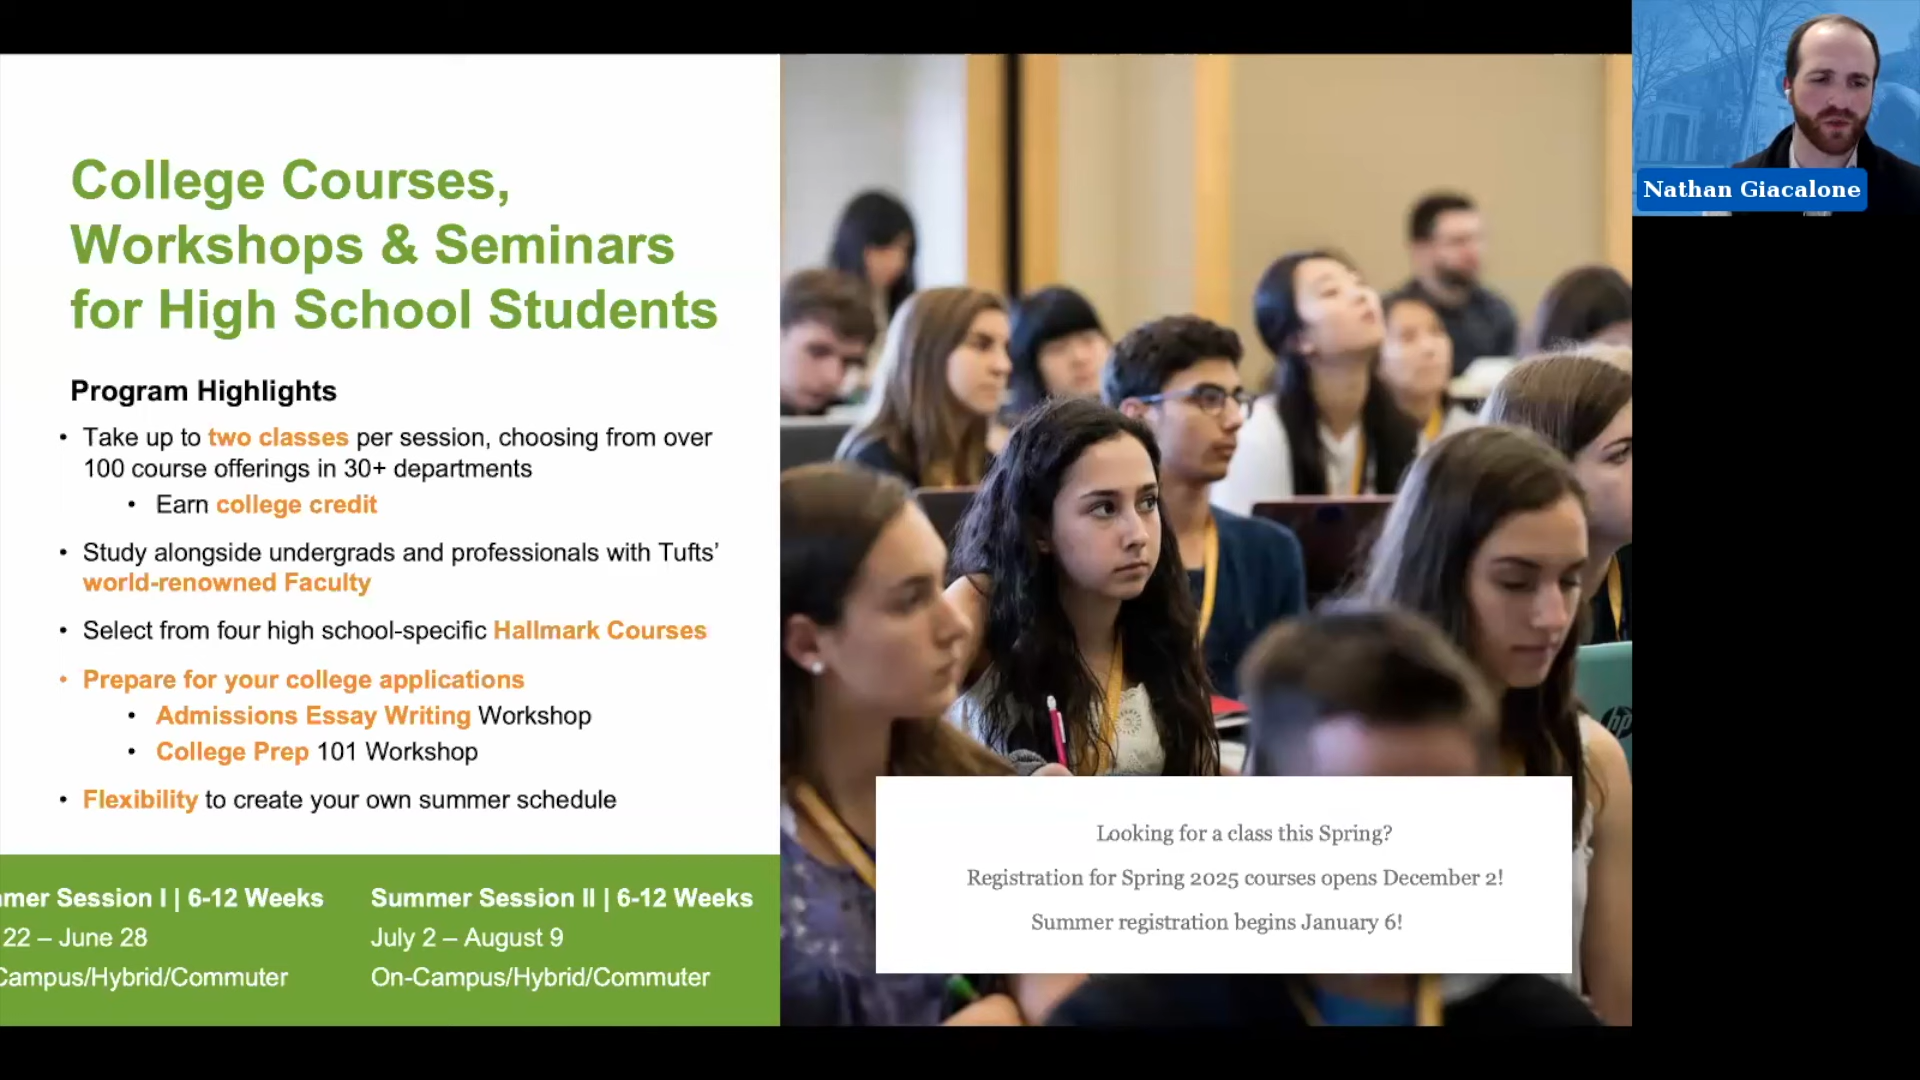 College Courses,
Workshops & Seminars
for High School Students
Program Highlights
• Take up to two classes per session, choosing from over
100 course offerings in 30+ departments
• Earn college credit
• Study alongside undergrads and professionals with Tufts’
world-renowned Faculty
• Select from four high school-specific Hallmark Courses
• Prepare for your college applications
• Admissions Essay Writing Workshop
• College Prep 101 Workshop
• Flexibility to create your own summer schedule
mer Session I | 6-12 Weeks
22 – June 28
Campus/Hybrid/Commuter
Summer Session II | 6-12 Weeks
July 2 – August 9
On-Campus/Hybrid/Commuter
Looking for a class this Spring?
Registration for Spring 2025 courses opens December 2!
Summer registration begins January 6!
hp
Nathan Giacalone